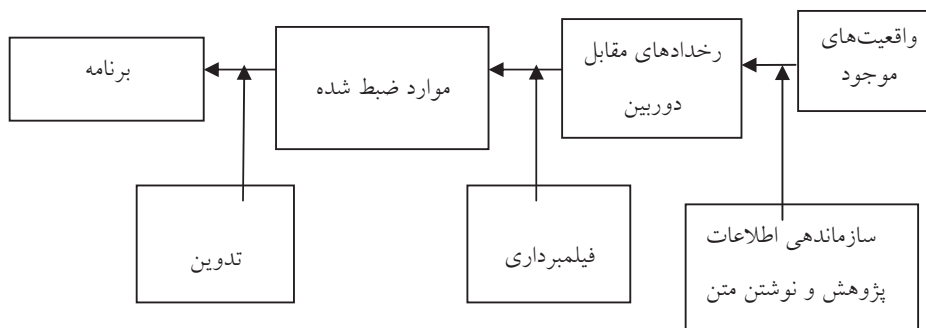 واقعیت‌های
موجود
رخدادهای مقابل
دوربین
موارد ضبط شده
برنامه
سازماندهی اطلاعات
پژوهش و نوشتن متن
فیلمبرداری
تدوین